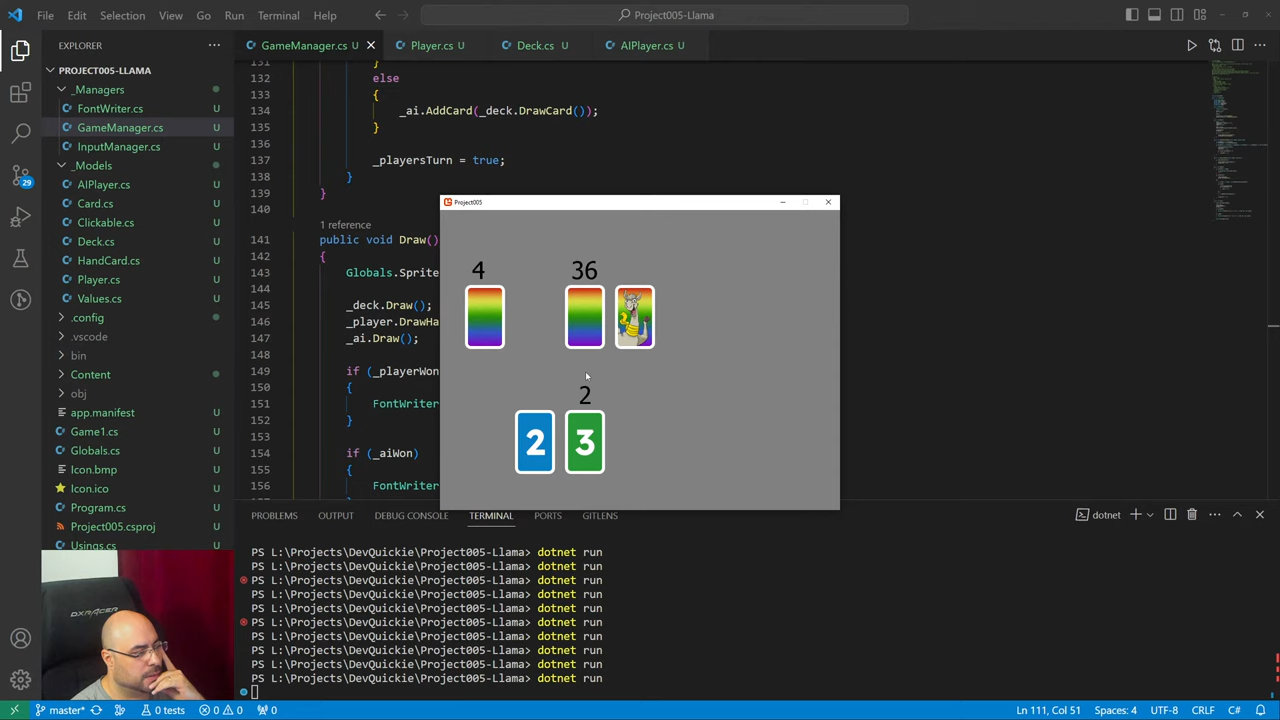 File Edit Selection View Go Run Terminal Help
Project005-Llama
EXPLORER
PROJECT005-LLAMA
_Managers
FontWriter.cs U
GameManager.cs U
InputManager.cs U
_Models
AIPlayer.cs U
Card.cs U
Clickable.cs U
Deck.cs U
HandCard.cs U
Player.cs U
Values.cs U
.config
.vscode
bin
Content
obj
app.manifest U
Game1.cs U
Globals.cs U
Icon.bmp U
Icon.ico U
Program.cs U
Project005.csproj U
Usings.cs U
29
GameManager.cs U
Player.cs U
Deck.cs U
AIPlayer.cs U
131 }
132 else
133 {
134 _ai.AddCard(_deck.DrawCard());
135 }
136
137 _playersTurn = true;
138 }
139 }
140
1 reference
141 public void Draw()
142 {
143 Globals.Sprite
144
145 _deck.Draw();
146 _player.DrawHa
147 _ai.Draw();
148
149 if (_playerWon
150 {
151 FontWriter
152 }
153
154 if (_aiWon)
155 {
156 FontWriter
Project005
4
36
2
2
3
PROBLEMS OUTPUT DEBUG CONSOLE TERMINAL PORTS GITLENS
dotnet
PS L:\Projects\DevQuickie\Project005-Llama> dotnet run
PS L:\Projects\DevQuickie\Project005-Llama> dotnet run
PS L:\Projects\DevQuickie\Project005-Llama> dotnet run
PS L:\Projects\DevQuickie\Project005-Llama> dotnet run
PS L:\Projects\DevQuickie\Project005-Llama> dotnet run
PS L:\Projects\DevQuickie\Project005-Llama> dotnet run
PS L:\Projects\DevQuickie\Project005-Llama> dotnet run
PS L:\Projects\DevQuickie\Project005-Llama> dotnet run
PS L:\Projects\DevQuickie\Project005-Llama> dotnet run
PS L:\Projects\DevQuickie\Project005-Llama> dotnet run
DXRACER
master* 0 tests 0 0 0
Ln 111, Col 51 Spaces: 4 UTF-8 CRLF C#